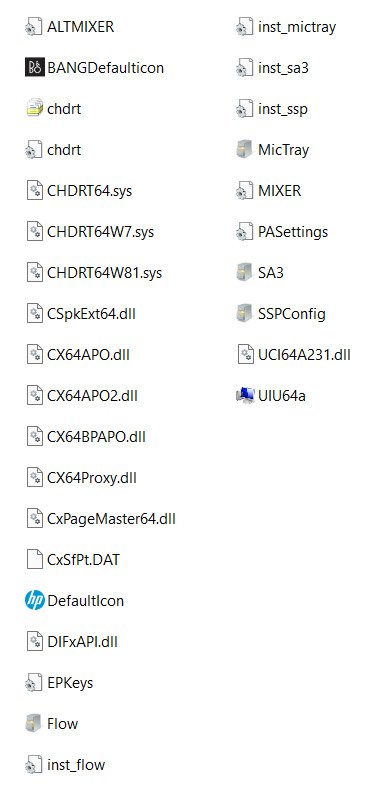 ALTMIXER
BANGDefaulticon
chdrt
chdrt
CHDRT64.sys
CHDRT64W7.sys
CHDRT64W81.sys
CSpkExt64.dll
CX64APO.dll
CX64APO2.dll
CX64BPAPO.dll
CX64Proxy.dll
CxPageMaster64.dll
CxSfPt.DAT
hp
DefaultIcon
DIFxAPI.dll
EPKeys
Flow
inst_flow
inst_mictray
inst_sa3
inst_ssp
MicTray
MIXER
PASettings
SA3
SSPConfig
UCI64A231.dll
UIU64a